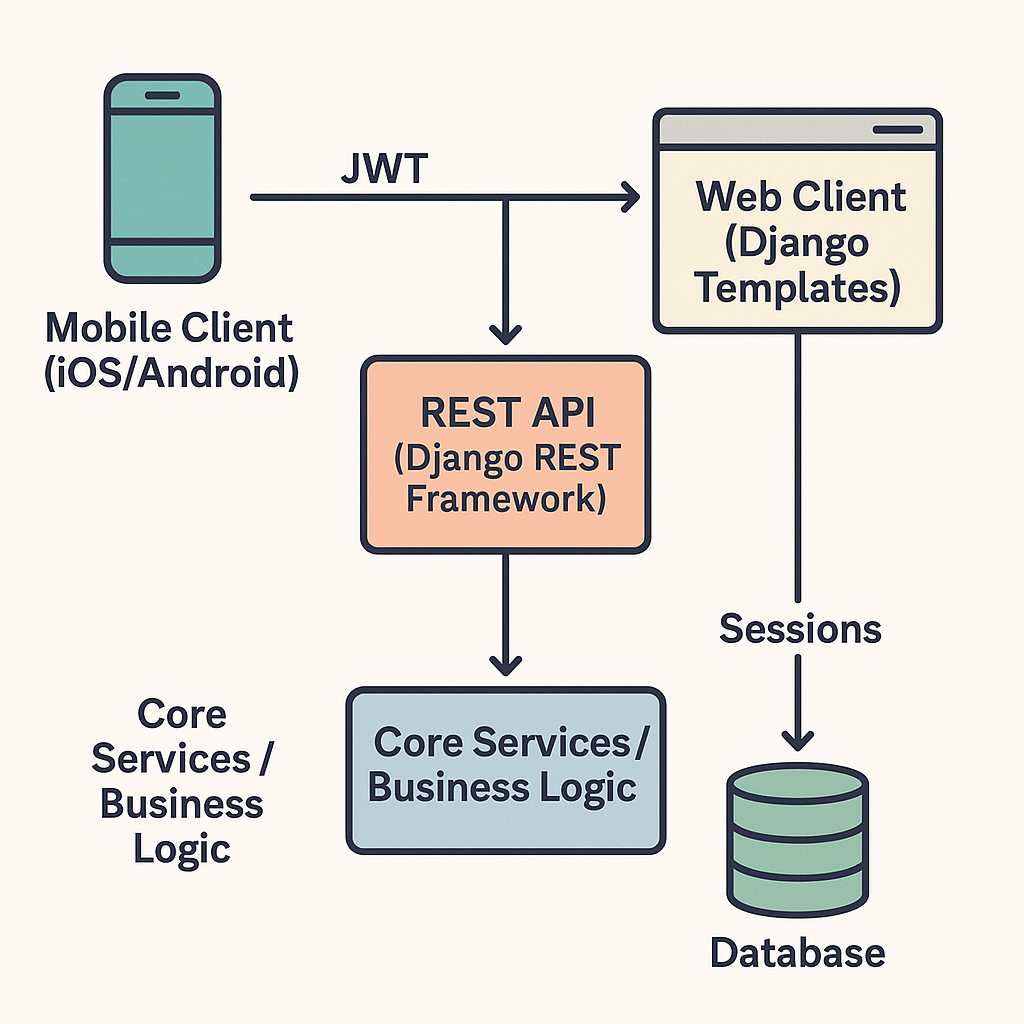 JWT
Mobile Client
(iOS/Android)
Web Client
(Django
Templates)
REST API
(Django REST
Framework)
Sessions
Core
Services /
Business
Logic
Core Services/
Business Logic
Database